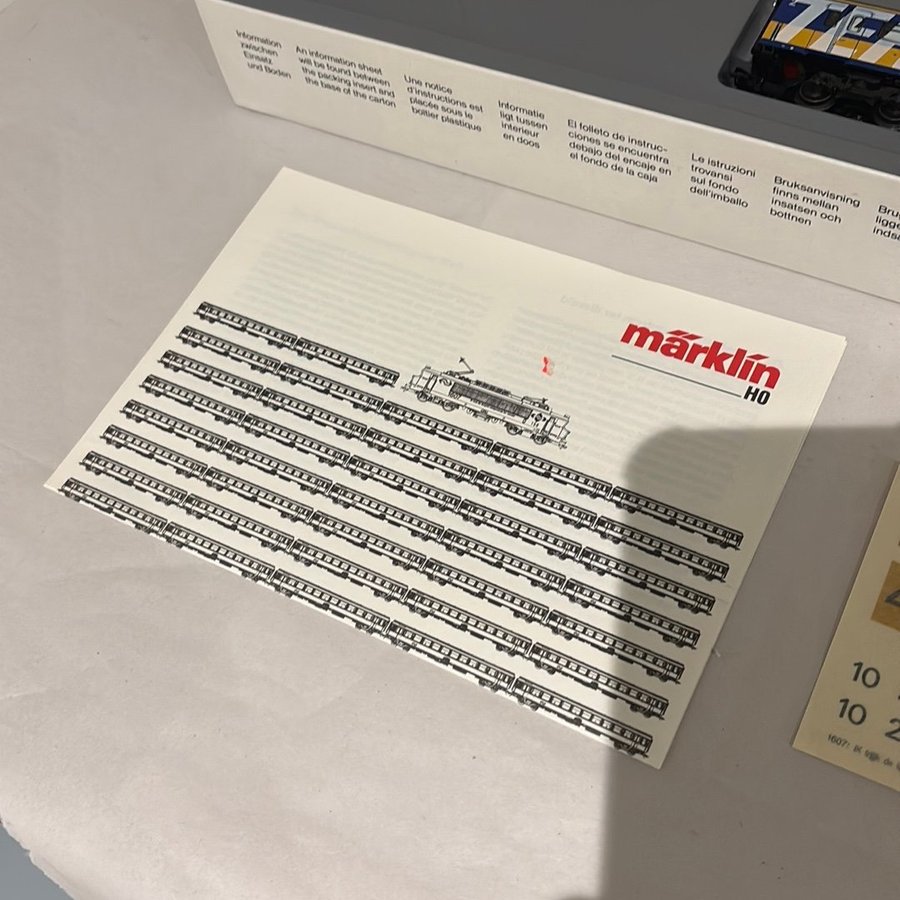 Information
zwischen
Einsatz
und Boden
An information sheet
will be found between
the packing insert and
the base of the carton
Une notice
d'instructions est
placée sous le
boîtier plastique
Informatie
ligt tussen
interieur
en doos
El folleto de instruc-
ciones se encuentra
debajo del encaje en
el fondo de la caja
Le istruzioni
trovansi
sul fondo
dell'imballo
Bruksanvisning
finns mellan
insatsen och
bottnen
märklin
HO
10
10 2